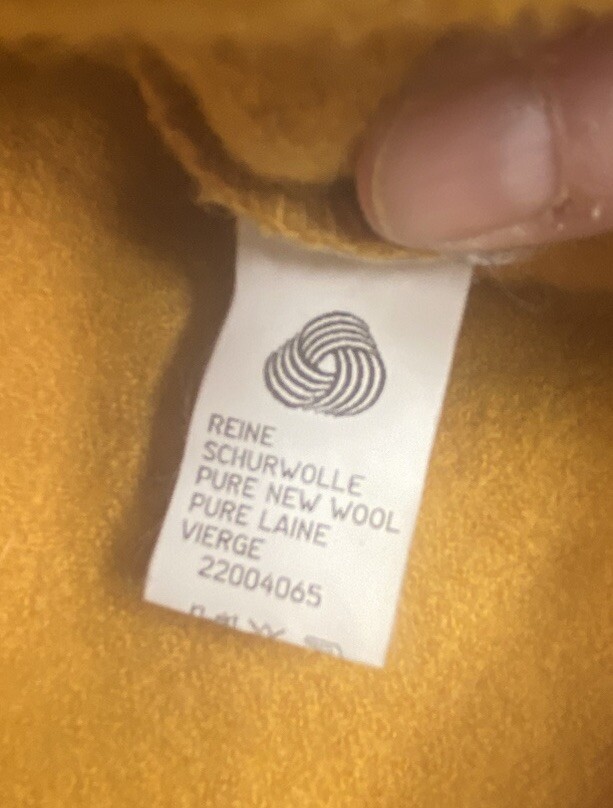 REINE
SCHURWOLLE
PURE NEW WOOL
PURE LAINE
VIERGE
22004065